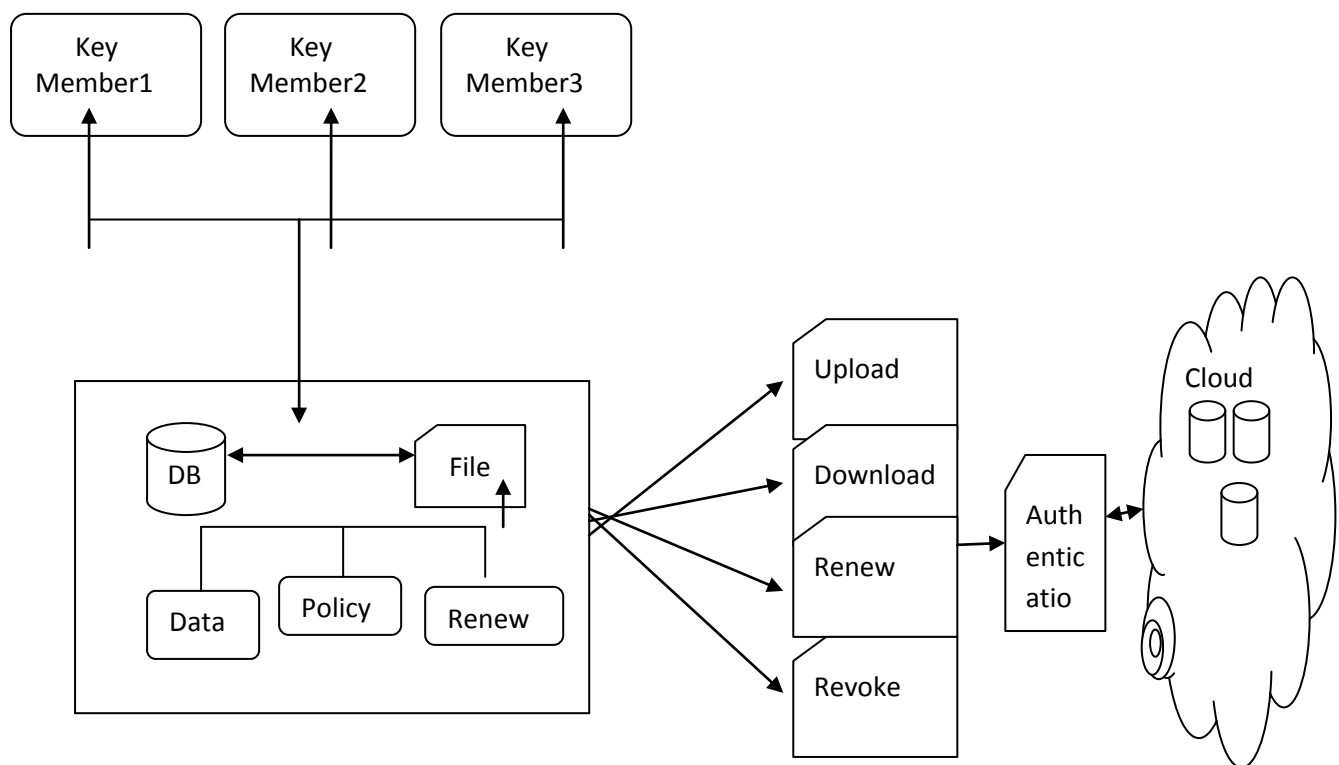 Key
Member1
Key
Member2
Key
Member3
Upload
Cloud
DB
File
Download
Auth
entic
atio
Renew
Data
Policy
Renew
Revoke